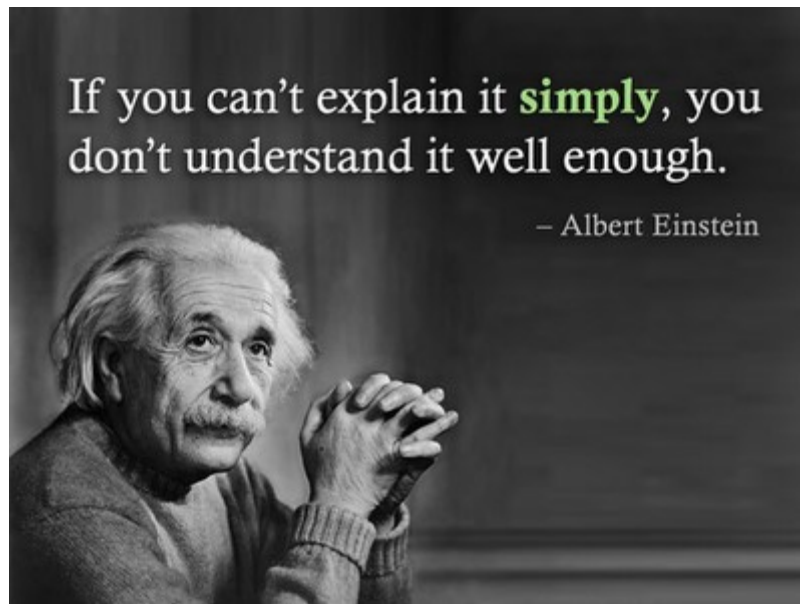 If you can’t explain it simply, you
don’t understand it well enough.
– Albert Einstein